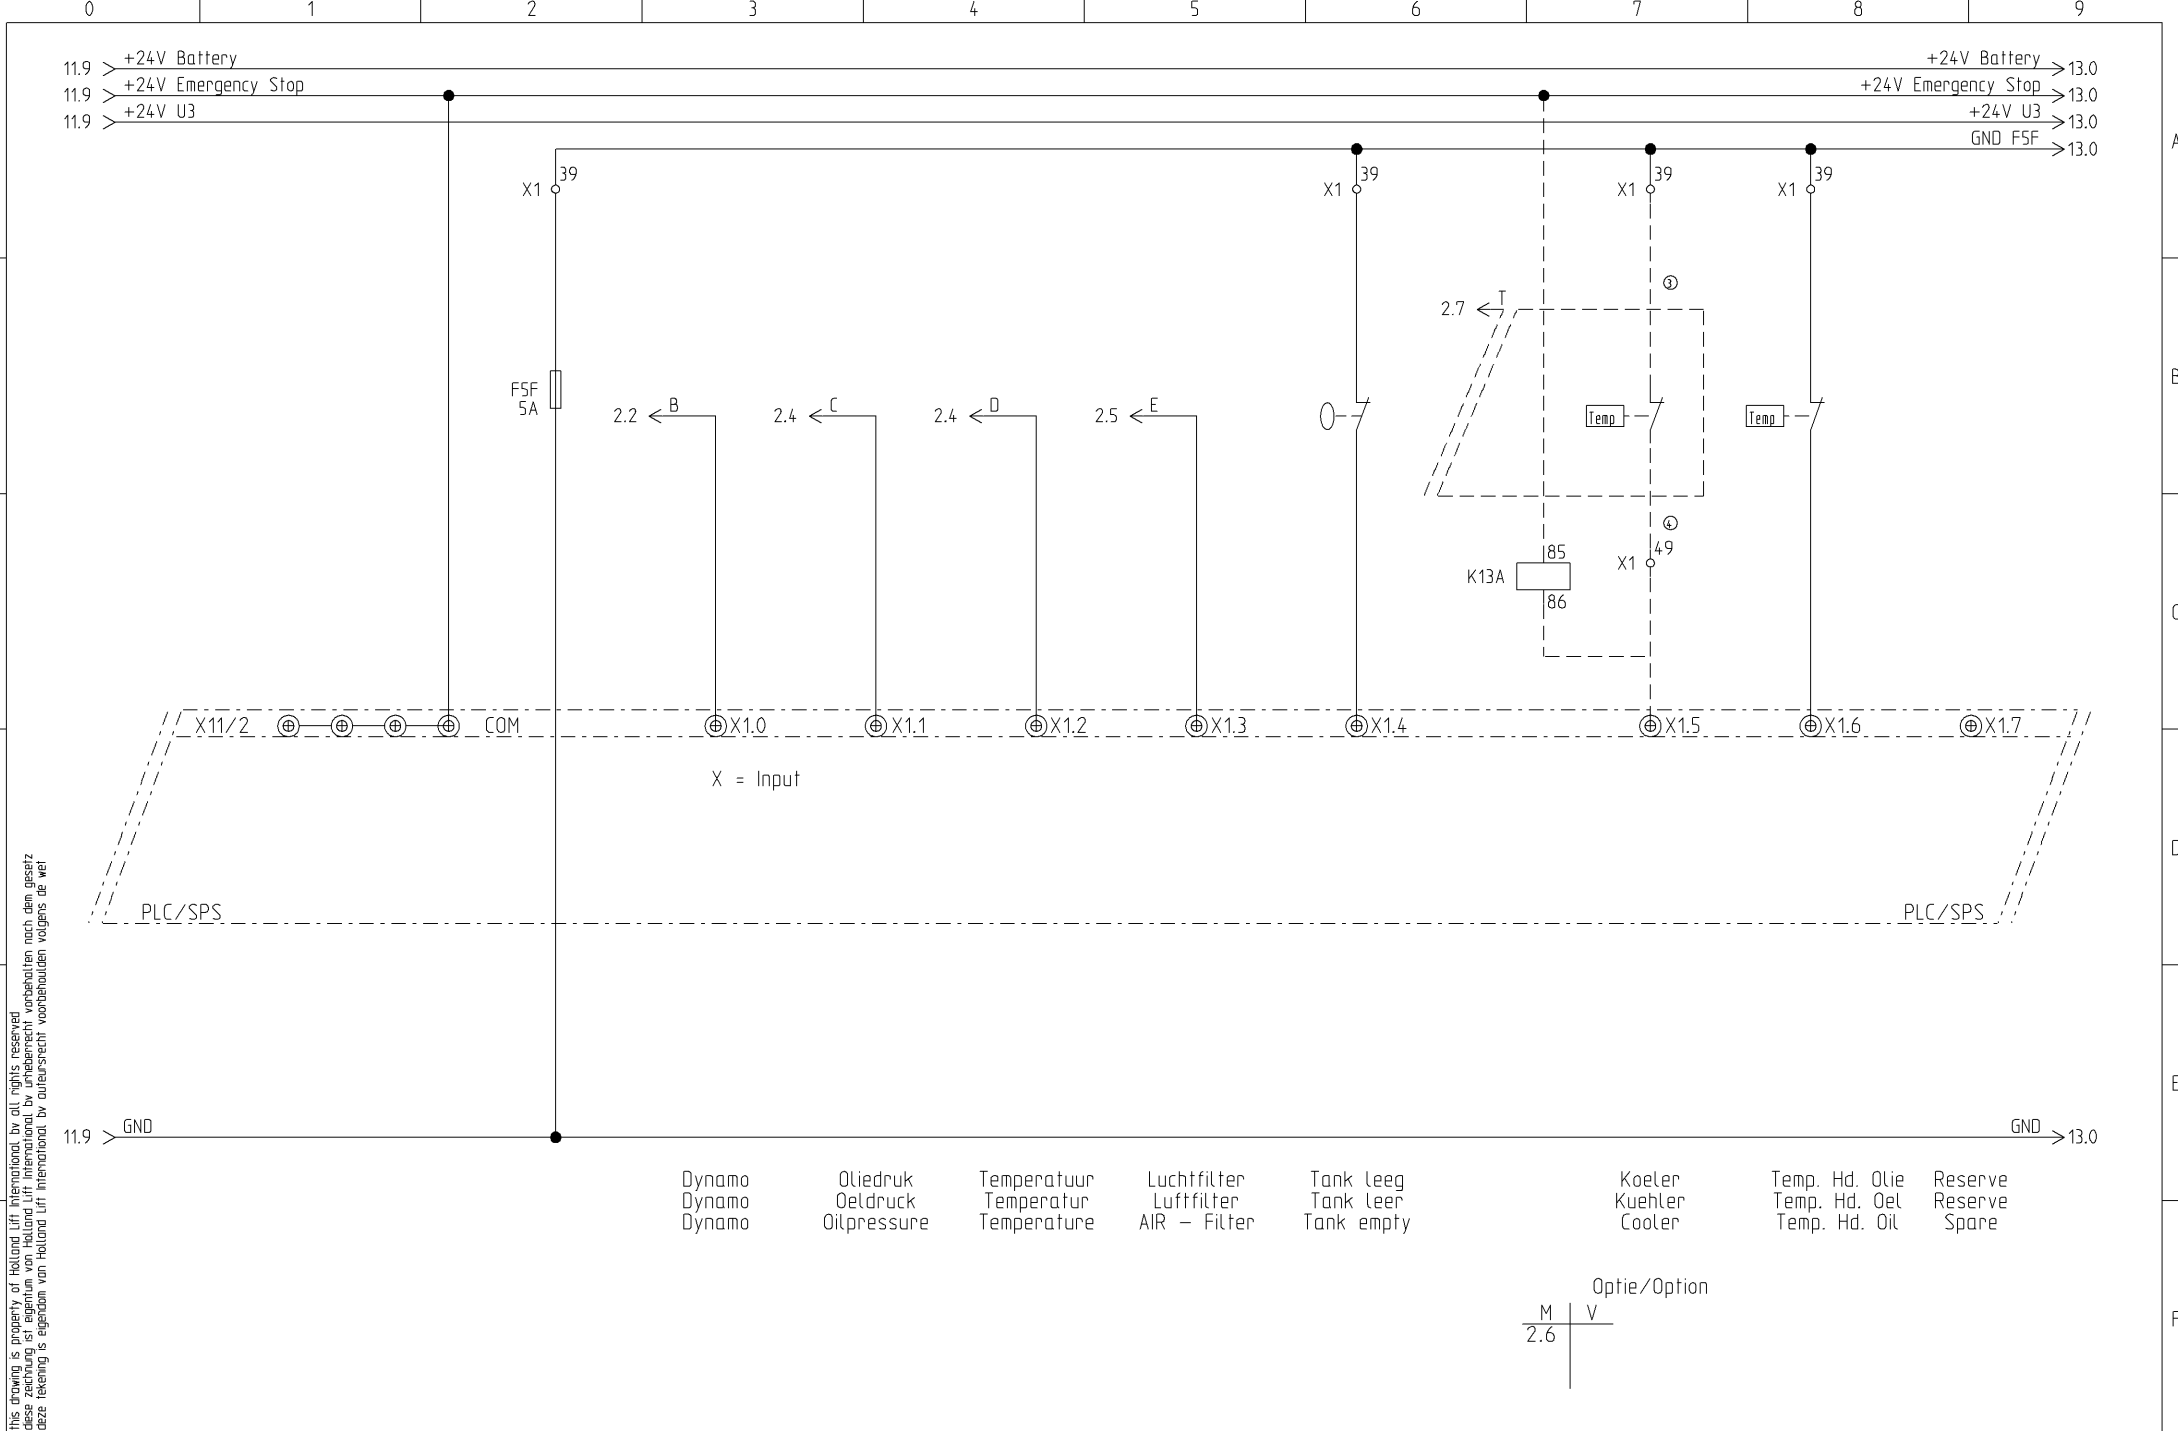 0 1 2 3 4 5 6 7 8 9
11.9 +24V Battery +24V Battery 13.0
11.9 +24V Emergency Stop +24V Emergency Stop 13.0
11.9 +24V U3 +24V U3 13.0
GND F5F 13.0
A
39 39 39 39
X1 X1 X1 X1
3
T
2.7
B
F5F
5A
2.2 B 2.4 C 2.4 D 2.5 E
Temp Temp
4
85 49
K13A X1
86
C
X11/2 COM X1.0 X1.1 X1.2 X1.3 X1.4 X1.5 X1.6 X1.7
X = Input
D
PLC/SPS PLC/SPS
E
11.9 GND GND 13.0
Dynamo Oliedruk Temperatuur Luchtfilter Tank leeg Koeler Temp. Hd. Olie Reserve
Dynamo Oeldruck Temperatur Luftfilter Tank leer Kuehler Temp. Hd. Oel Reserve
Dynamo Oilpressure Temperature AIR – Filter Tank empty Cooler Temp. Hd. Oil Spare
Optie/Option
M V
2.6
F
this drawing is property of Holland Lift International bv all rights reserved
diese zeichnung ist eigentum von Holland Lift International bv urheberrecht vorbehalten nach dem gesetz
deze tekening is eigendom van Holland Lift International bv auteursrecht voorbehoulden volgens de wet